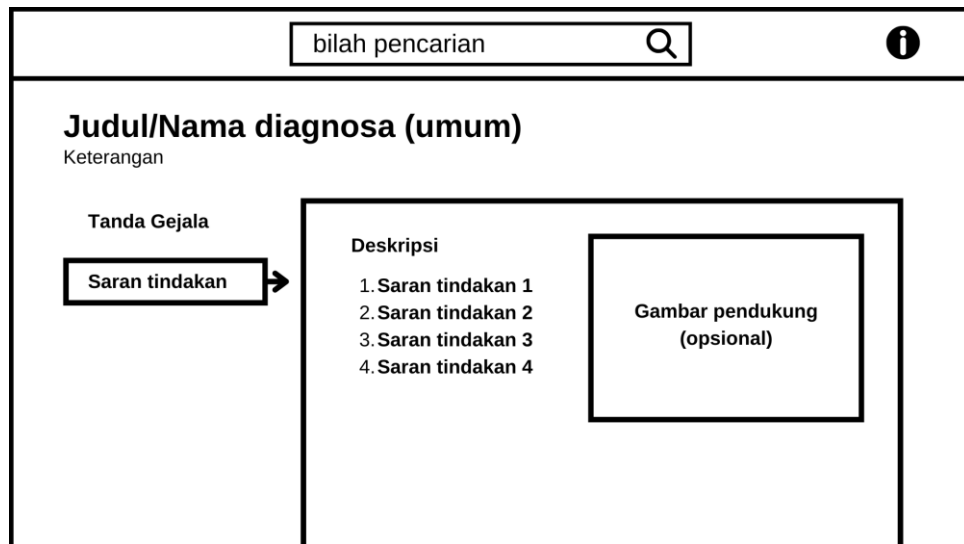 bilah pencarian
Judul/Nama diagnosa (umum)
Keterangan
Tanda Gejala
Saran tindakan
Deskripsi
1. Saran tindakan 1
2. Saran tindakan 2
3. Saran tindakan 3
4. Saran tindakan 4
Gambar pendukung
(opsional)